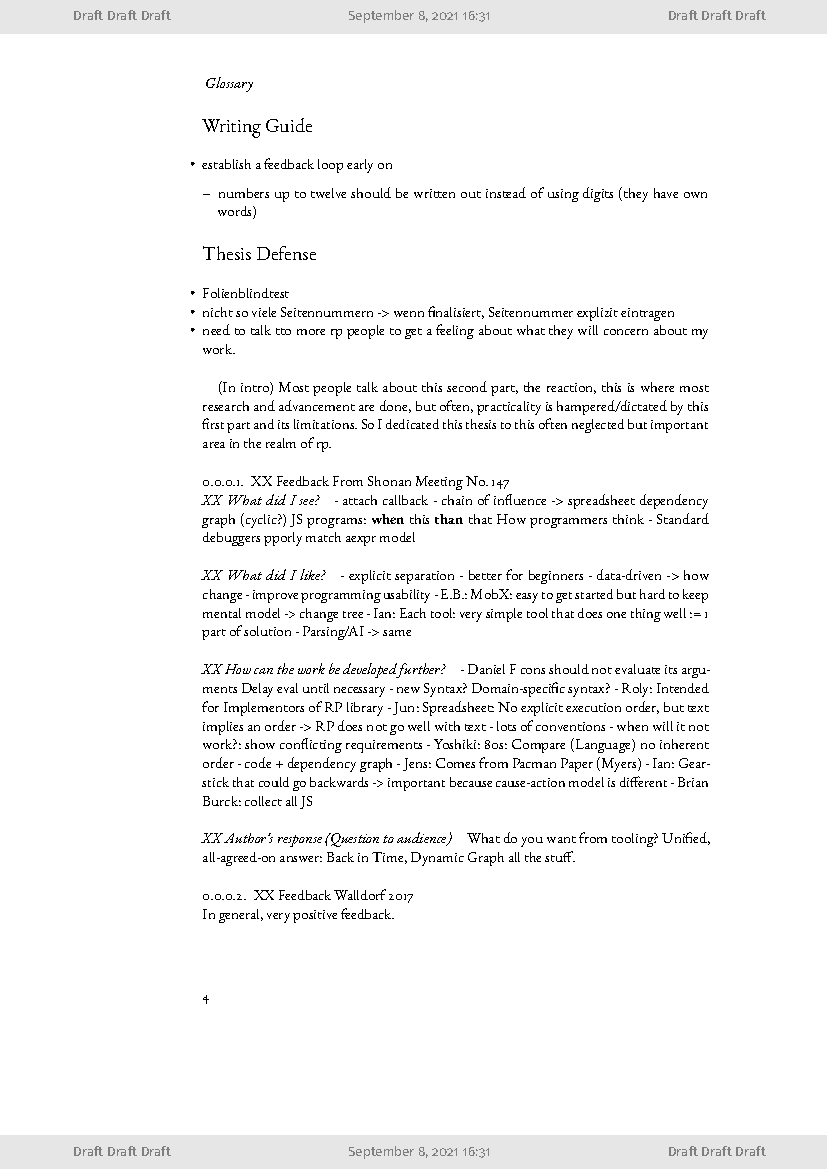 Draft Draft Draft September 8, 2021 16:31 Draft Draft Draft
Glossary
Writing Guide
• establish a feedback loop early on
– numbers up to twelve should be written out instead of using digits (they have own
words)
Thesis Defense
• Folienblindtest
• nicht so viele Seitennummern -> wenn finalisiert, Seitennummer explizit eintragen
• need to talk tto more rp people to get a feeling about what they will concern about my
work.
(In intro) Most people talk about this second part, the reaction, this is where most
research and advancement are done, but often, practicality is hampered/dictated by this
first part and its limitations. So I dedicated this thesis to this often neglected but important
area in the realm of rp.
0.0.0.1. XX Feedback From Shonan Meeting No. 147
XX What did I see? - attach callback - chain of influence -> spreadsheet dependency
graph (cyclic?) JS programs: when this than that How programmers think - Standard
debuggers pporly match aexpr model
XX What did I like? - explicit separation - better for beginners - data-driven -> how
change - improve programming usability - E.B.: MobX: easy to get started but hard to keep
mental model -> change tree - Ian: Each tool: very simple tool that does one thing well := 1
part of solution - Parsing/AI -> same
XX How can the work be developed further? - Daniel F cons should not evaluate its argu-
ments Delay eval until necessary - new Syntax? Domain-specific syntax? - Roly: Intended
for Implementors of RP library - Jun: Spreadsheet: No explicit execution order, but text
implies an order -> RP does not go well with text - lots of conventions - when will it not
work?: show conflicting requirements - Yoshiki: 80s: Compare (Language) no inherent
order - code + dependency graph - Jens: Comes from Pacman Paper (Myers) - Ian: Gear-
stick that could go backwards -> important because cause-action model is different - Brian
Burck: collect all JS
XX Author's response (Question to audience) What do you want from tooling? Unified,
all-agreed-on answer: Back in Time, Dynamic Graph all the stuff.
0.0.0.2. XX Feedback Walldorf 2017
In general, very positive feedback.
4
Draft Draft Draft September 8, 2021 16:31 Draft Draft Draft